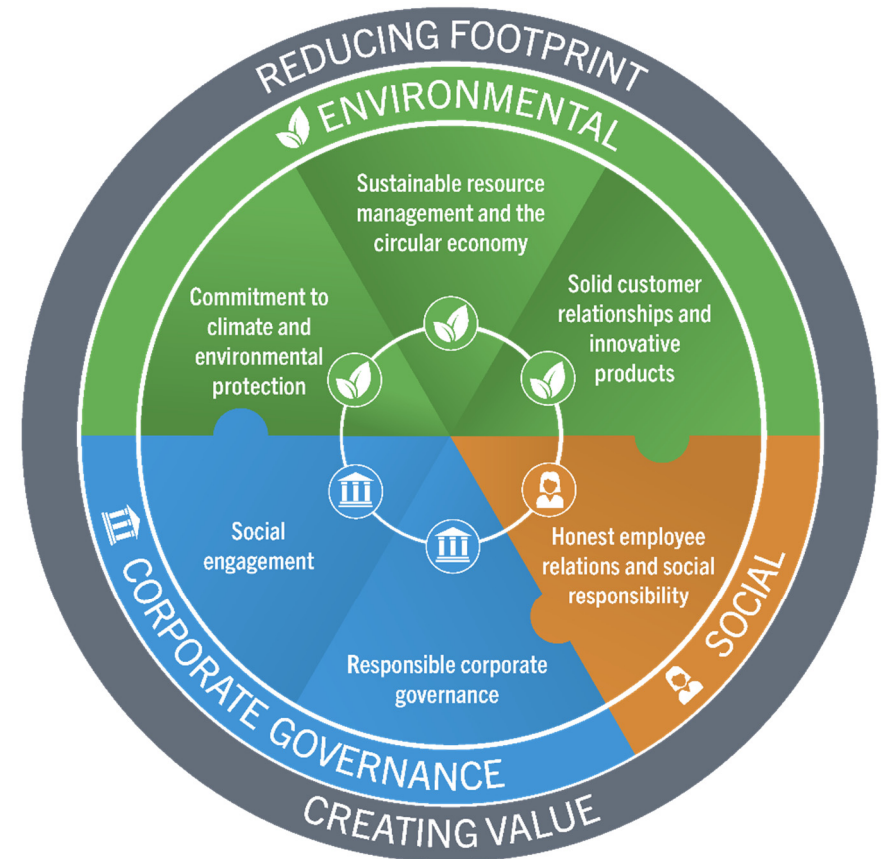 REDUCING FOOTPRINT
ENVIRONMENTAL
Sustainable resource
management and the
circular economy
Commitment to
climate and
environmental
protection
Solid customer
relationships and
innovative
products
Social
engagement
Honest employee
relations and social
responsibility
Responsible corporate
governance
CORPORATE GOVERNANCE
SOCIAL
CREATING VALUE